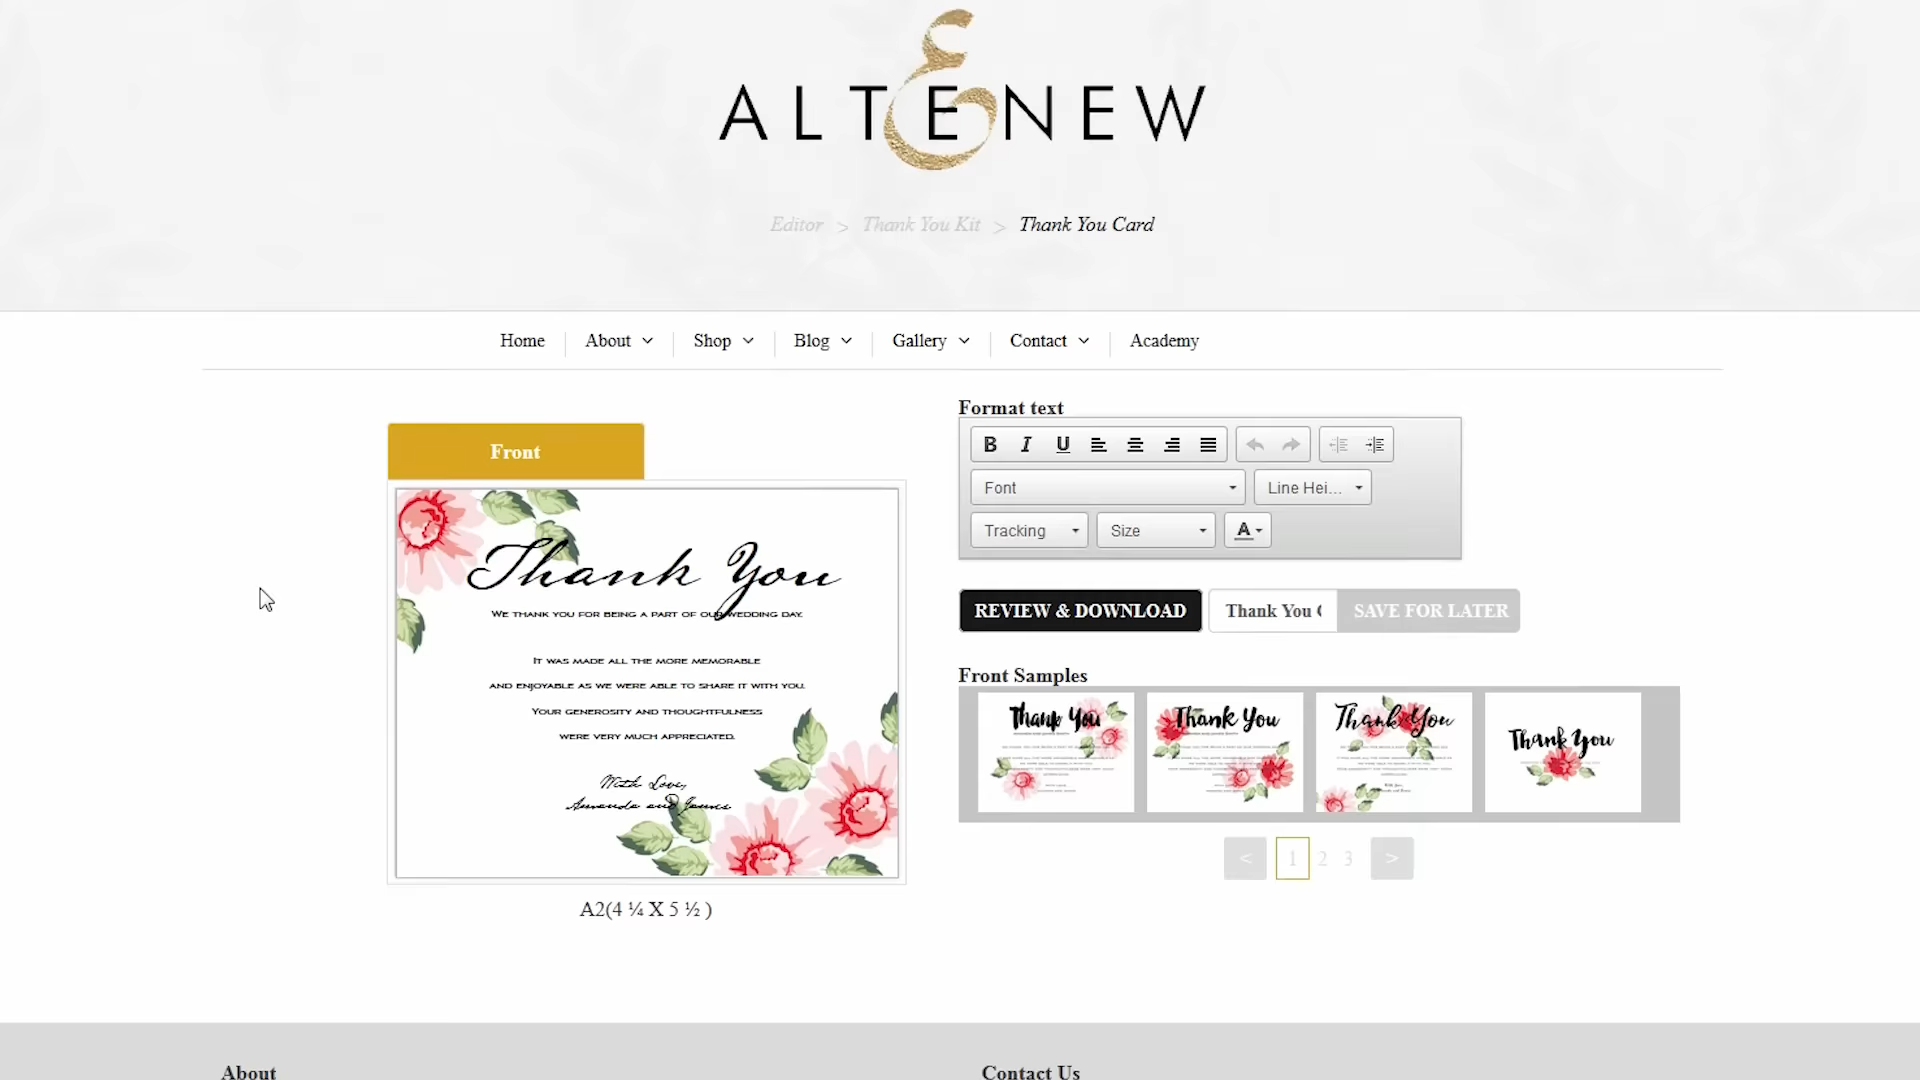 ALTENEW
Editor > Thank You Kit > Thank You Card
Home About Shop Blog Gallery Contact Academy
Front
Thank You
We thank you for being a part of our wedding day.
It was made all the more memorable
and enjoyable as we were able to share it with you.
Your generosity and thoughtfulness
were very much appreciated.
With Love,
Amanda and
A2(4 ¼ X 5 ½ )
Format text
B I U
Font Line Hei...
Tracking Size A
REVIEW & DOWNLOAD Thank You C SAVE FOR LATER
Front Samples
Thank You Thank You Thank You Thank You
< 1 2 3 >
About Contact Us